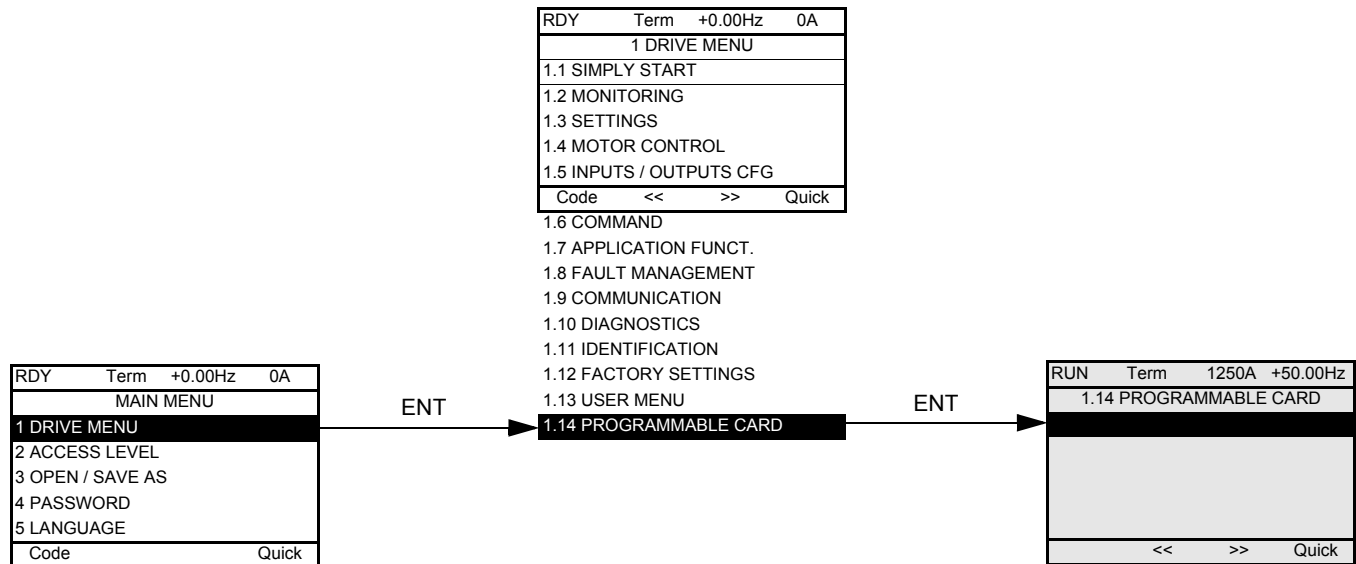 RDY Term +0.00Hz 0A
1 DRIVE MENU
1.1 SIMPLY START
1.2 MONITORING
1.3 SETTINGS
1.4 MOTOR CONTROL
1.5 INPUTS / OUTPUTS CFG
Code << >> Quick
1.6 COMMAND
1.7 APPLICATION FUNCT.
1.8 FAULT MANAGEMENT
1.9 COMMUNICATION
1.10 DIAGNOSTICS
1.11 IDENTIFICATION
1.12 FACTORY SETTINGS
1.13 USER MENU
1.14 PROGRAMMABLE CARD
RDY Term +0.00Hz 0A
MAIN MENU
1 DRIVE MENU
2 ACCESS LEVEL
3 OPEN / SAVE AS
4 PASSWORD
5 LANGUAGE
Code Quick
ENT
ENT
RUN Term 1250A +50.00Hz
1.14 PROGRAMMABLE CARD
<< >> Quick